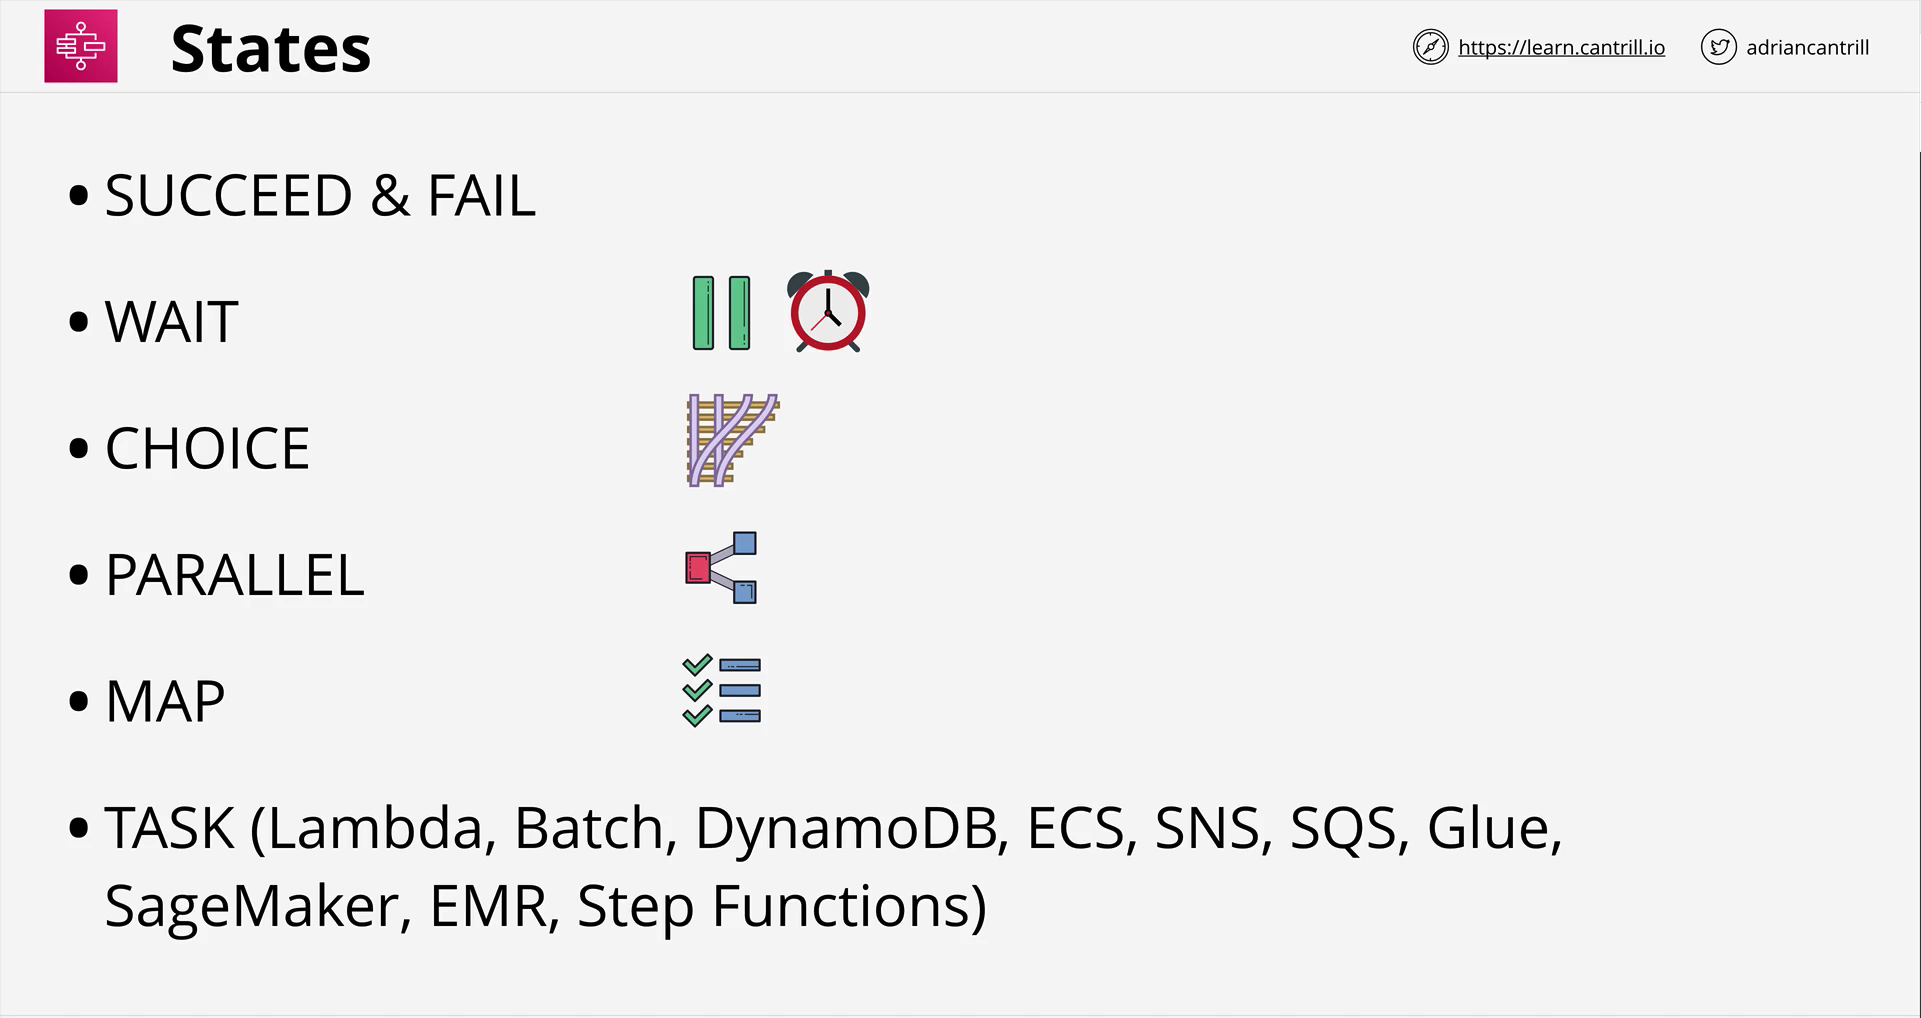 States
https://learn.cantrill.io
adriancantrill
• SUCCEED & FAIL
• WAIT
• CHOICE
• PARALLEL
• MAP
• TASK (Lambda, Batch, DynamoDB, ECS, SNS, SQS, Glue,
SageMaker, EMR, Step Functions)